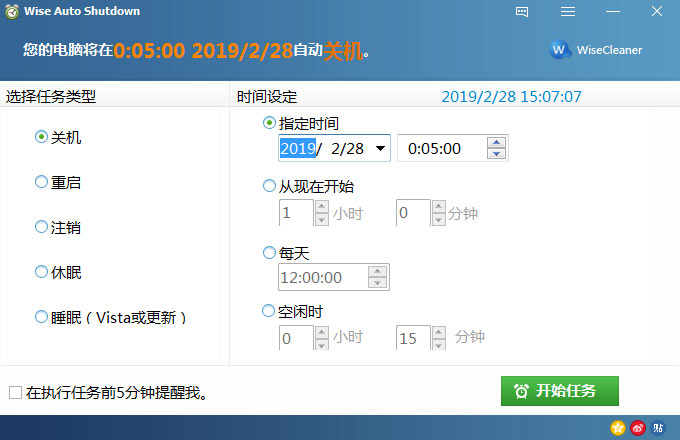 Wise Auto Shutdown
您的电脑将在0:05:00 2019/2/28自动关机。
WiseCleaner
选择任务类型
时间设定
2019/2/28 15:07:07
关机
重启
注销
休眠
睡眠（Vista或更新）
指定时间
2019/ 2/28
0:05:00
从现在开始
1 小时 0 分钟
每天
12:00:00
空闲时
0 小时 15 分钟
在执行任务前5分钟提醒我。
开始任务
贴